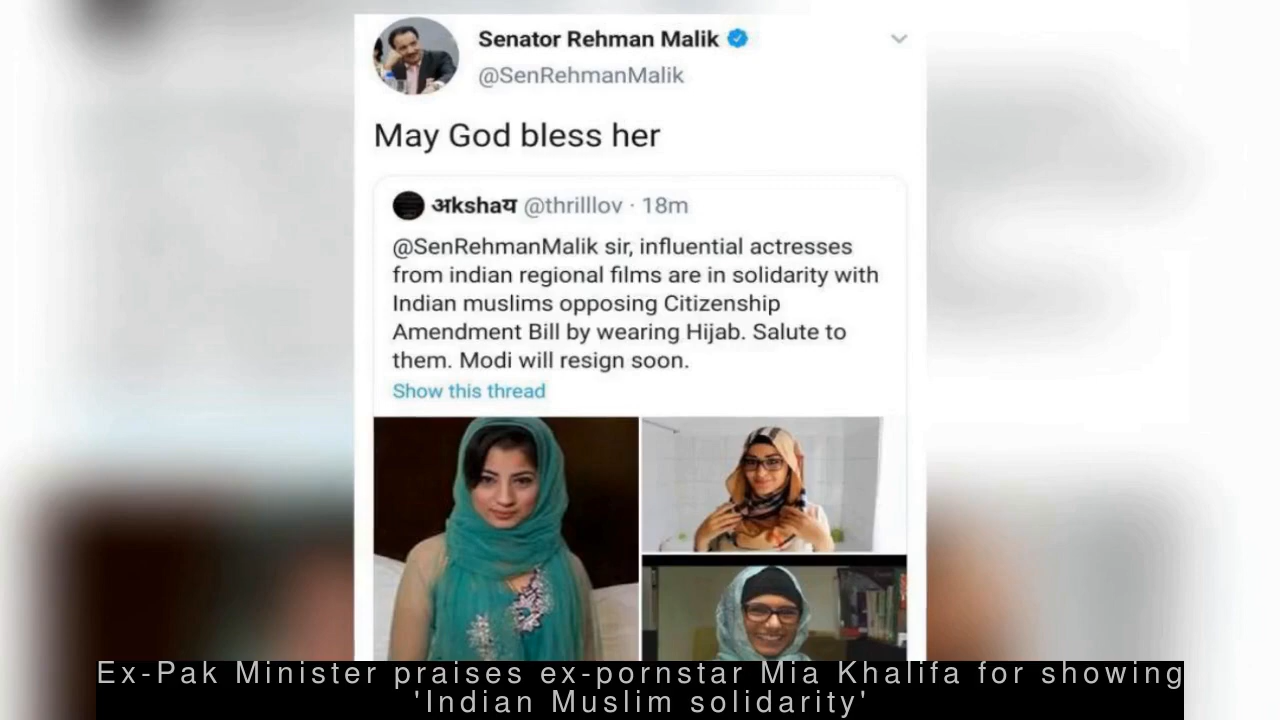 Senator Rehman Malik
@SenRehmanMalik
May God bless her
अkshaय @thrilllov · 18m
@SenRehmanMalik sir, influential actresses
from indian regional films are in solidarity with
Indian muslims opposing Citizenship
Amendment Bill by wearing Hijab. Salute to
them. Modi will resign soon.
Show this thread
Ex-Pak Minister praises ex-pornstar Mia Khalifa for showing
'Indian Muslim solidarity'